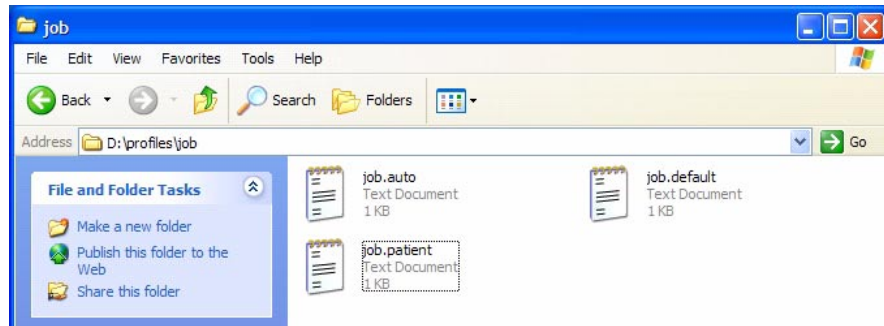 job
File Edit View Favorites Tools Help
Back Search Folders
Address D:\profiles\job Go
File and Folder Tasks
Make a new folder
Publish this folder to the
Web
Share this folder
job.auto
Text Document
1 KB
job.default
Text Document
1 KB
job.patient
Text Document
1 KB